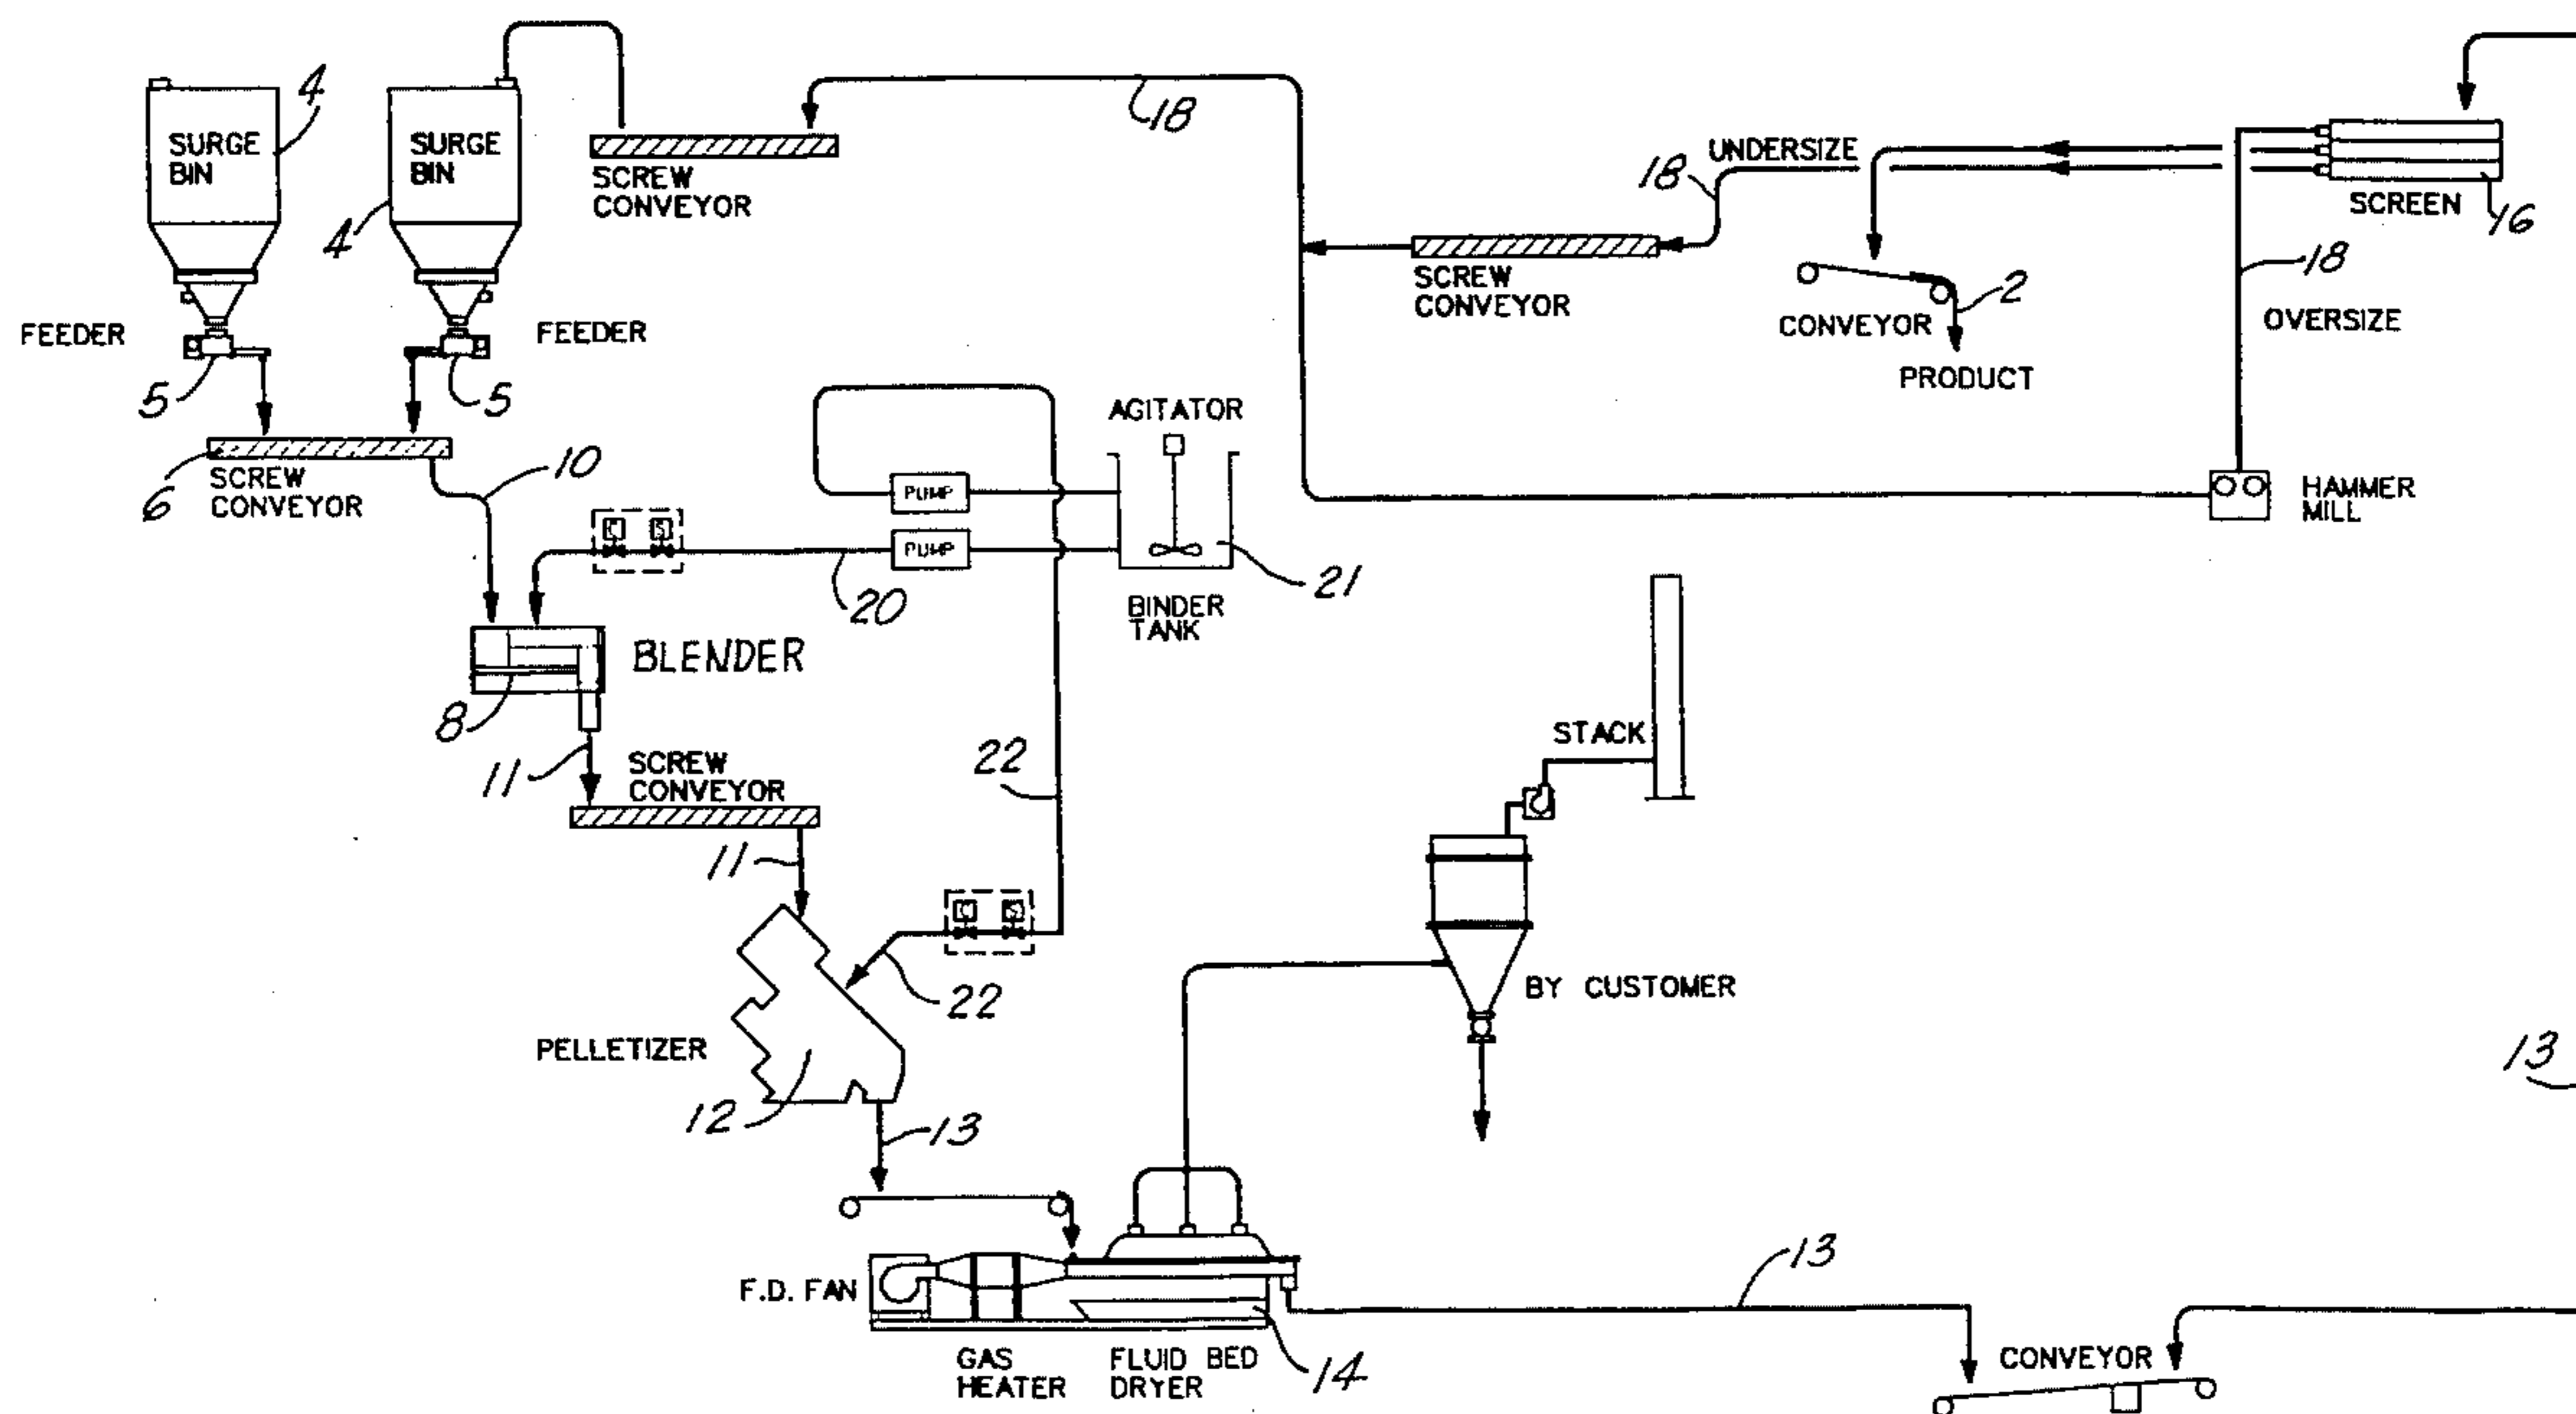 4
SURGE
BIN
SURGE
BIN
4
18
SCREW
CONVEYOR
UNDERSIZE
18
SCREEN
16
SCREW
CONVEYOR
18
2
CONVEYOR
OVERSIZE
PRODUCT
FEEDER
FEEDER
5
5
AGITATOR
6
SCREW
CONVEYOR
10
PUMP
HAMMER
MILL
C
S
PUMP
20
21
BINDER
TANK
BLENDER
8
STACK
11
SCREW
CONVEYOR
22
11
C
S
22
BY CUSTOMER
PELLETIZER
12
13
13
F.D. FAN
13
GAS
HEATER
FLUID BED
DRYER
14
CONVEYOR